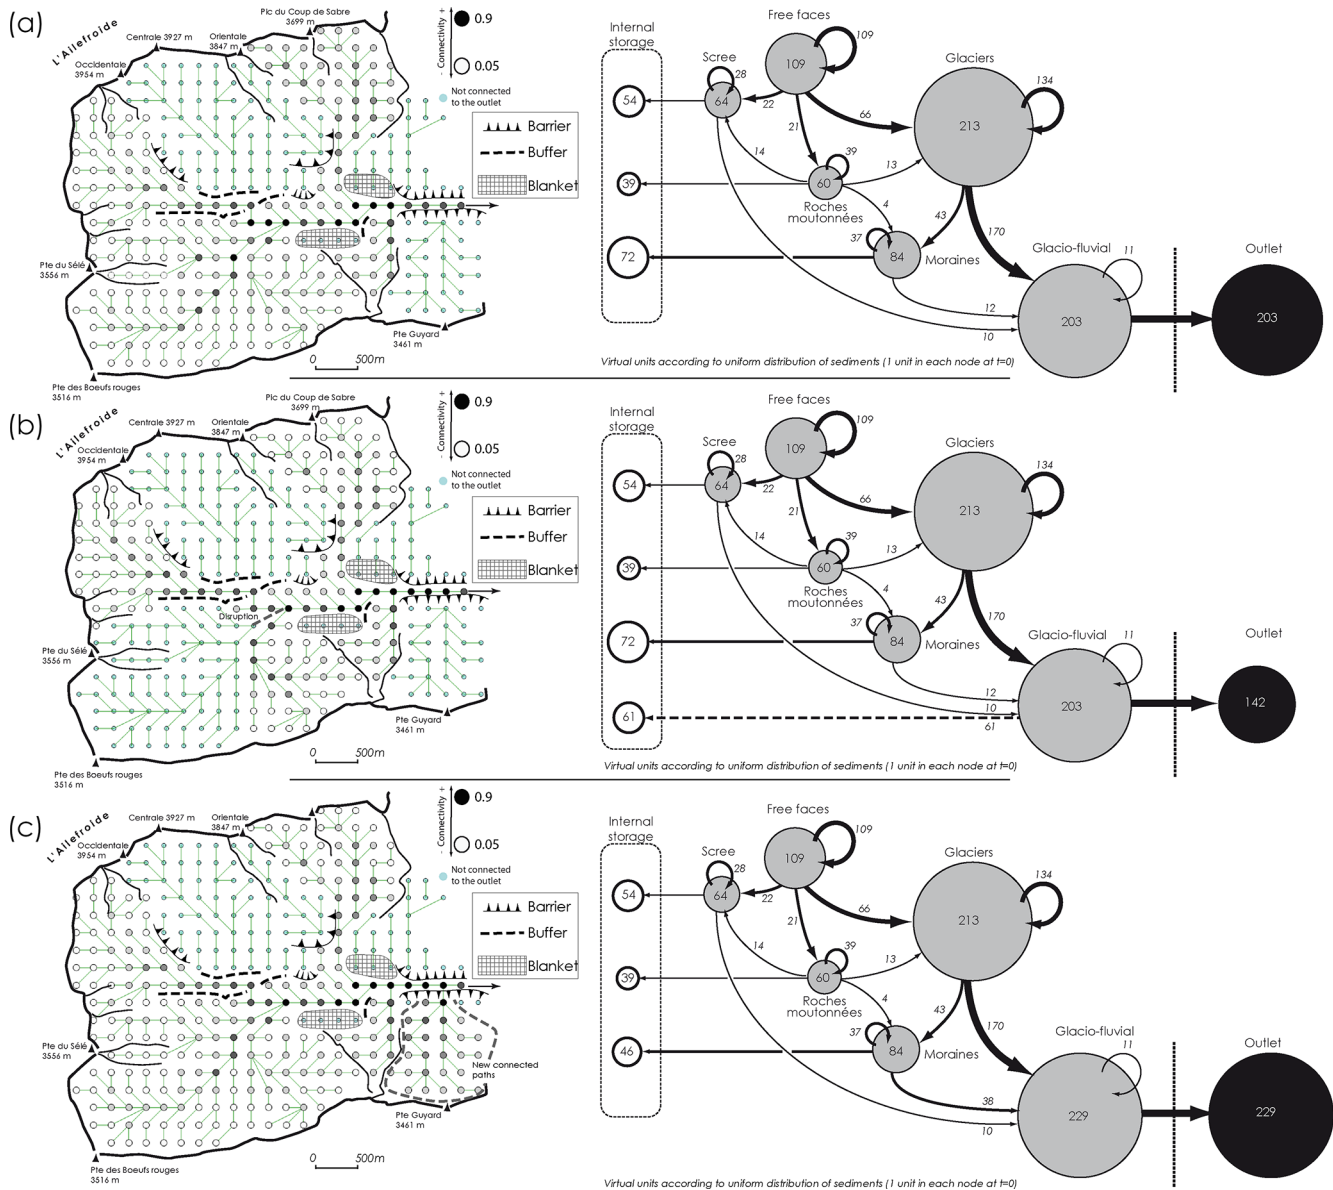 (a)
L'Ailefroide
Occidentale
3954 m
Centrale 3927 m
Orientale
3847 m
Pic du Coup de Sabre
3699 m
- Connectivity +
0.9
0.05
Not connected
to the outlet
Barrier
Buffer
Blanket
Pte du Sélé
3556 m
Pte Guyard
3461 m
Pte des Boeufs rouges
3516 m
0 500m
Internal
storage
54
39
72
Free faces
109
109
Scree
28
64
22
66
21
Glaciers
134
213
14
39
60
13
Roches
moutonnées
4
37
84
Moraines
43
170
Glacio-fluvial
11
203
12
10
Outlet
203
Virtual units according to uniform distribution of sediments (1 unit in each node at t=0)
(b)
L'Ailefroide
Occidentale
3954 m
Centrale 3927 m
Orientale
3847 m
Pic du Coup de Sabre
3699 m
- Connectivity +
0.9
0.05
Not connected
to the outlet
Barrier
Buffer
Blanket
Disruption
Pte du Sélé
3556 m
Pte Guyard
3461 m
Pte des Boeufs rouges
3516 m
0 500m
Internal
storage
54
39
72
61
Free faces
109
109
Scree
28
64
22
66
21
Glaciers
134
213
14
39
60
13
Roches
moutonnées
4
37
84
Moraines
43
170
Glacio-fluvial
11
203
12
10
61
Outlet
142
Virtual units according to uniform distribution of sediments (1 unit in each node at t=0)
(c)
L'Ailefroide
Occidentale
3954 m
Centrale 3927 m
Orientale
3847 m
- Connectivity +
0.9
0.05
Not connected
to the outlet
Barrier
Buffer
Blanket
New connected
paths
Pte du Sélé
3556 m
Pte Guyard
3461 m
Pte des Boeufs rouges
3516 m
0 500m
Internal
storage
54
39
46
Free faces
109
109
Scree
28
64
22
66
21
Glaciers
134
213
14
39
60
13
Roches
moutonnées
4
37
84
Moraines
43
170
Glacio-fluvial
11
229
38
10
Outlet
229
Virtual units according to uniform distribution of sediments (1 unit in each node at t=0)